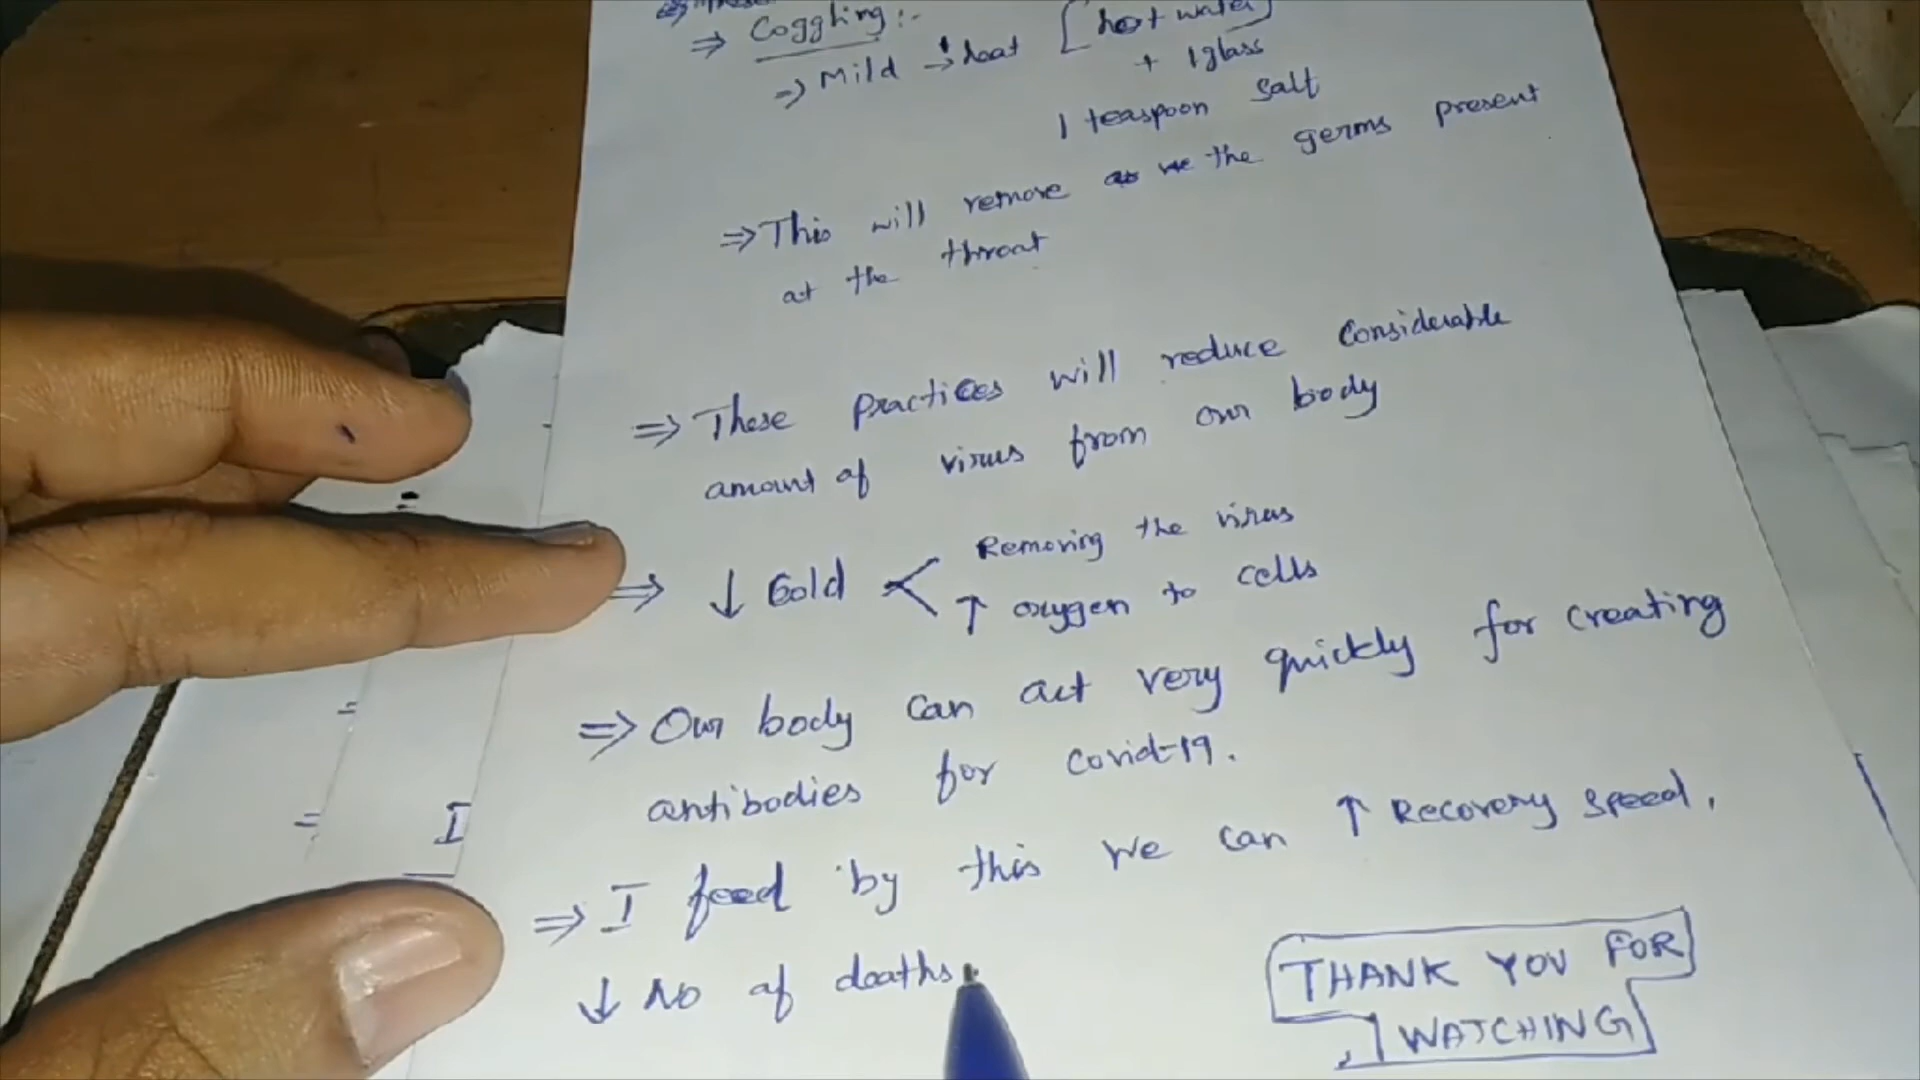 ⇒ Coggling:-
⇒ Mild → heat [hot water]
+ 1glass
1 teaspoon salt
⇒ This will remove the germs present
at the throat
⇒ These practices will reduce Considerable
amount of virus from our body
⇒ ↓ Gold < Removing the virus
↑ oxygen to cells
⇒ Our body can act very quickly for creating
antibodies for covid-19.
⇒ I feed by this we can ↑ Recovery speed,
↓ No of deaths
THANK YOU FOR
WATCHING
I